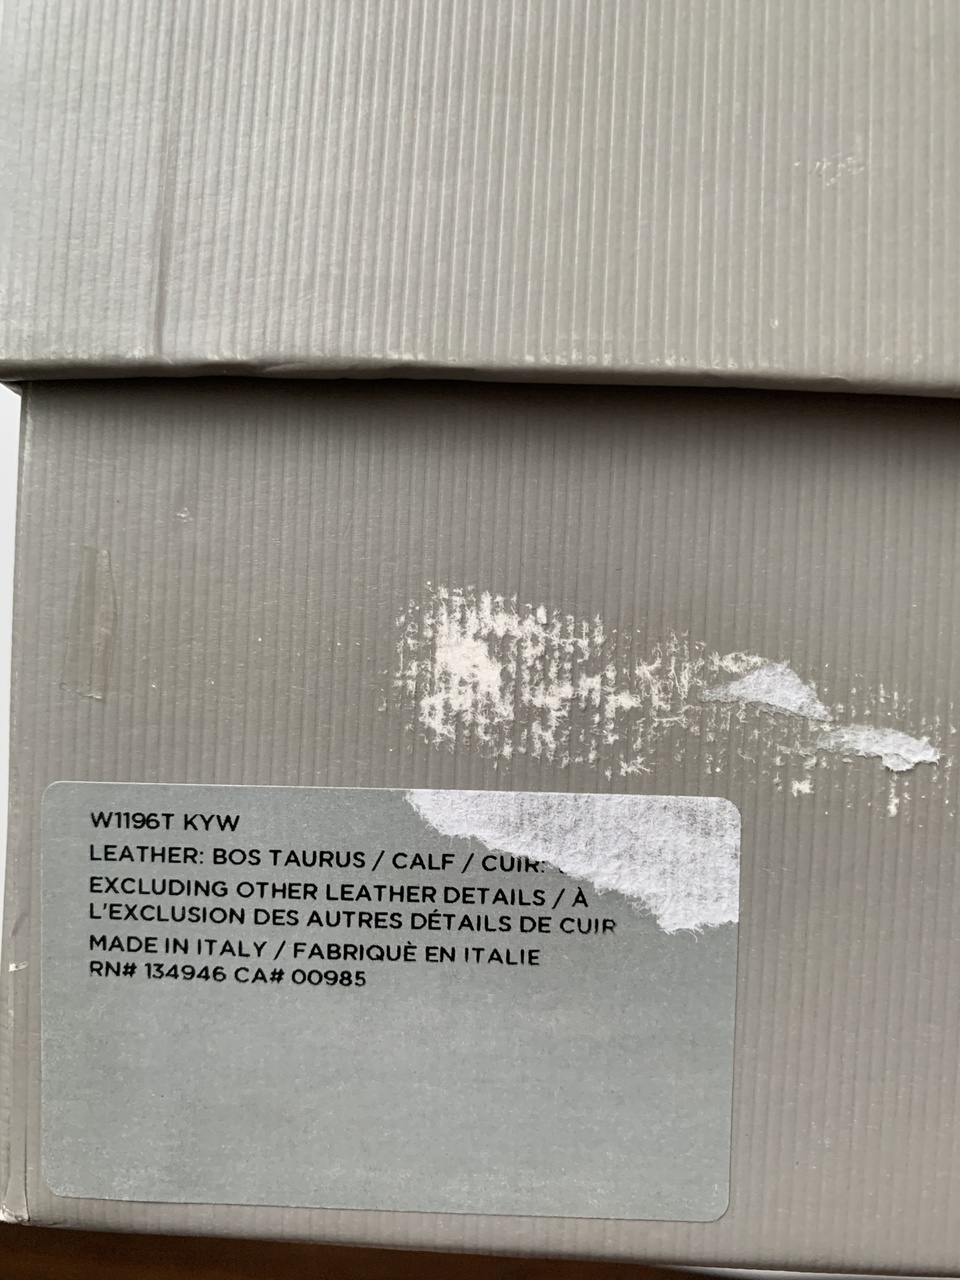 W1196T KYW
LEATHER: BOS TAURUS / CALF / CUIR:
EXCLUDING OTHER LEATHER DETAILS / À
L'EXCLUSION DES AUTRES DÉTAILS DE CUIR
MADE IN ITALY / FABRIQUÈ EN ITALIE
RN# 134946 CA# 00985